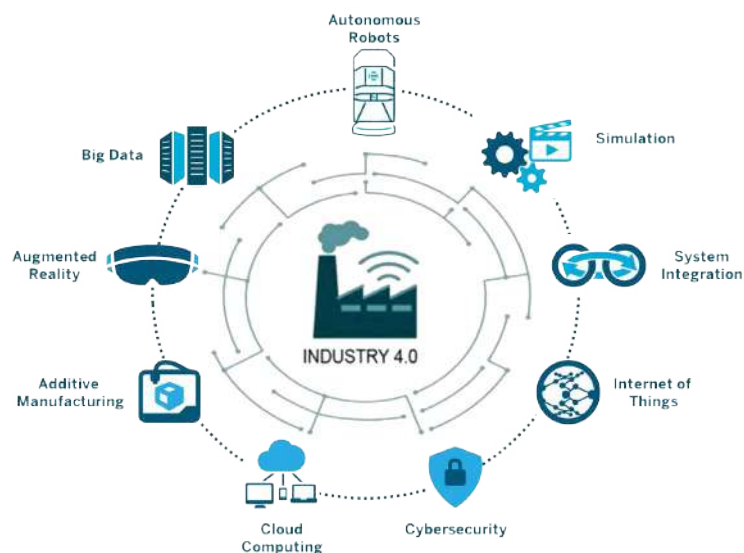 Autonomous
Robots
Simulation
Big Data
System
Integration
Augmented
Reality
INDUSTRY 4.0
Internet of
Things
Additive
Manufacturing
Cybersecurity
Cloud
Computing